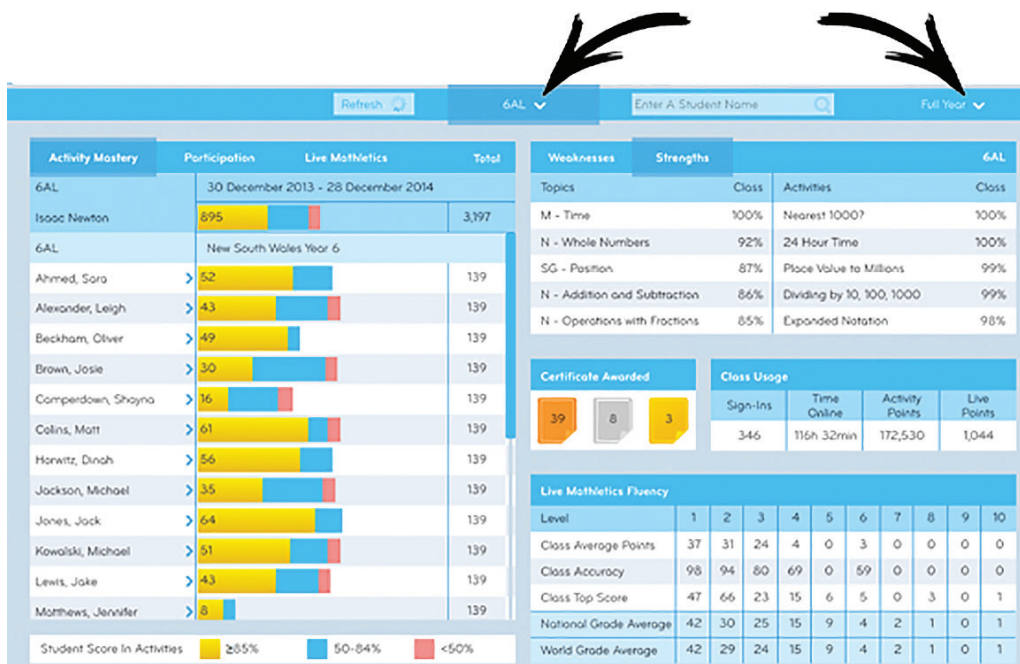 Refresh 6AL Enter A Student Name Full Year
Activity Mastery Participation Live Mathletics Total
6AL 30 December 2013 - 28 December 2014
Isaac Newton 895 3,197
6AL New South Wales Year 6
Ahmed, Sara 52 139
Alexander, Leigh 43 139
Beckham, Oliver 49 139
Brown, Josie 30 139
Camperdown, Shayna 16 139
Colins, Matt 61 139
Horwitz, Dinah 56 139
Jackson, Michael 35 139
Jones, Jack 64 139
Kowalski, Michael 51 139
Lewis, Jake 43 139
Matthews, Jennifer 8 139
Student Score In Activities ≥85% 50-84% <50%
Weaknesses Strengths 6AL
Topics Class Activities Class
M - Time 100% Nearest 1000? 100%
N - Whole Numbers 92% 24 Hour Time 100%
SG - Position 87% Place Value to Millions 99%
N - Addition and Subtraction 86% Dividing by 10, 100, 1000 99%
N - Operations with Fractions 85% Expanded Notation 98%
Certificate Awarded
39 8 3
Class Usage
Sign-Ins Time Online Activity Points Live Points
346 116h 32min 172,530 1,044
Live Mathletics Fluency
Level 1 2 3 4 5 6 7 8 9 10
Class Average Points 37 31 24 4 0 3 0 0 0 0
Class Accuracy 98 94 80 69 0 59 0 0 0 0
Class Top Score 47 66 23 15 6 5 0 3 0 1
National Grade Average 42 30 25 15 9 4 2 1 0 1
World Grade Average 42 29 24 15 9 4 2 1 0 1